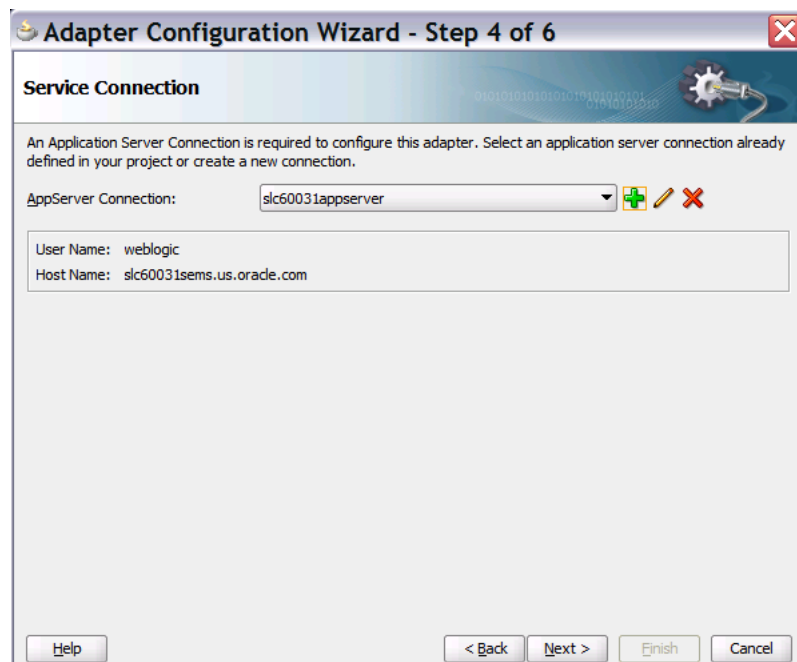 Adapter Configuration Wizard - Step 4 of 6
Service Connection
An Application Server Connection is required to configure this adapter. Select an application server connection already
defined in your project or create a new connection.
AppServer Connection: slc60031appserver
User Name: weblogic
Host Name: slc60031sems.us.oracle.com
Help < Back Next > Finish Cancel